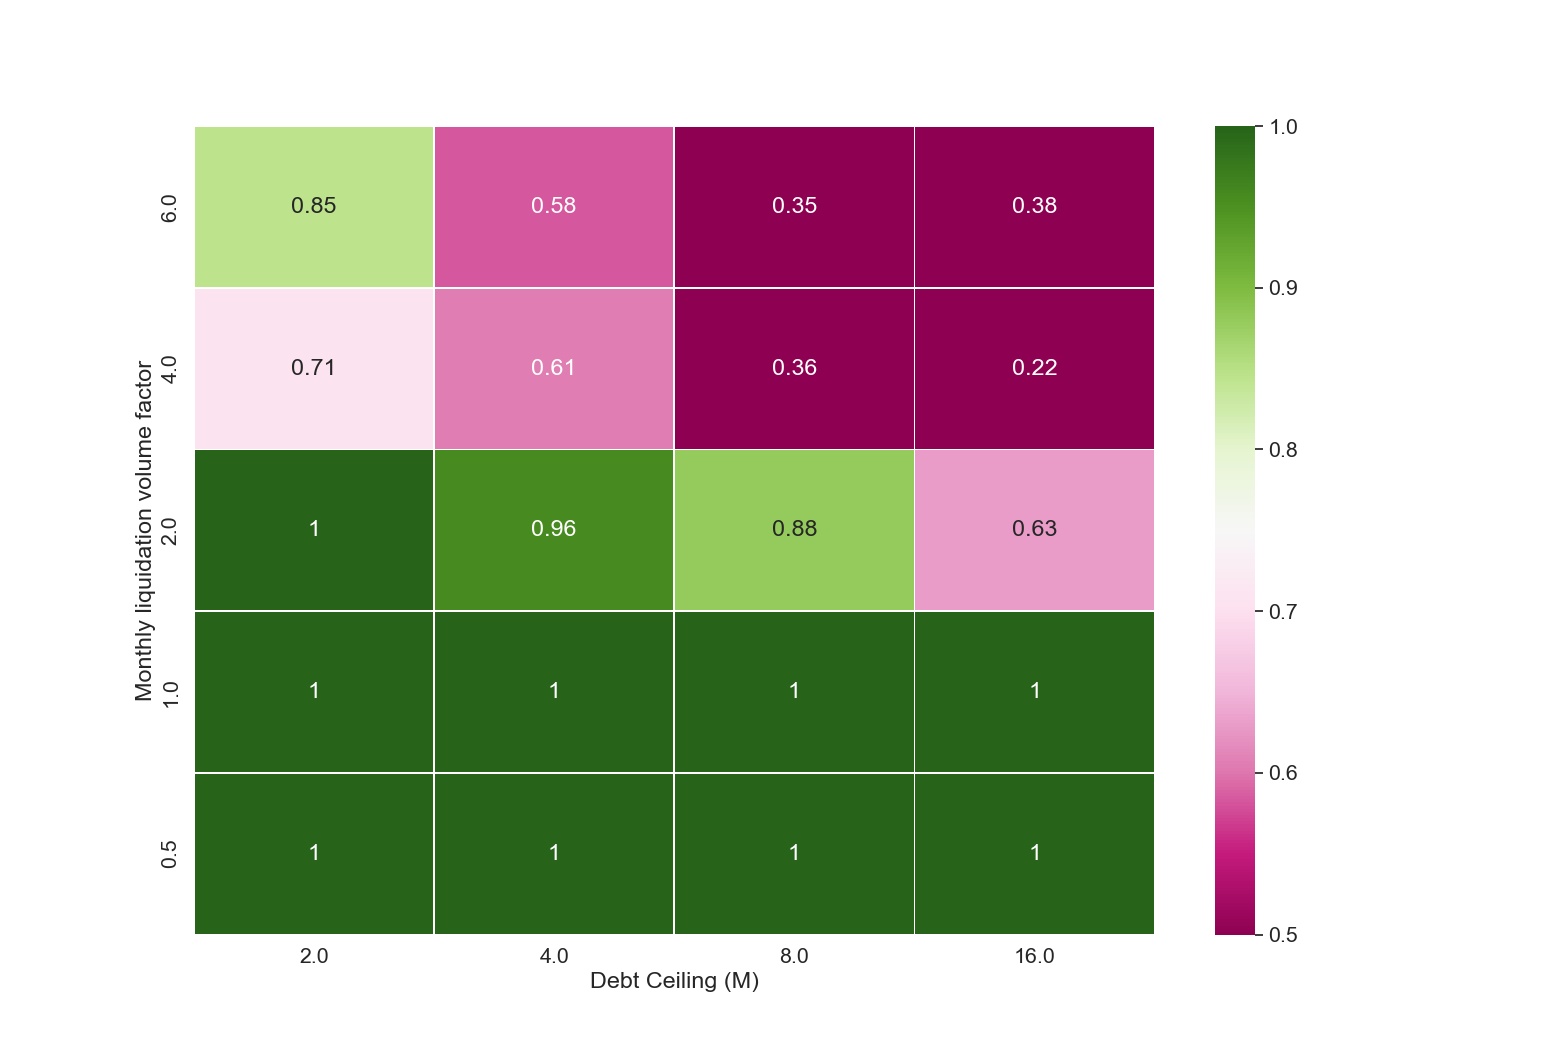 6.0 0.85 0.58 0.35 0.38
4.0 0.71 0.61 0.36 0.22
2.0 1 0.96 0.88 0.63
1.0 1 1 1 1
0.5 1 1 1 1
Monthly liquidation volume factor
2.0 4.0 8.0 16.0
Debt Ceiling (M)
1.0
0.9
0.8
0.7
0.6
0.5